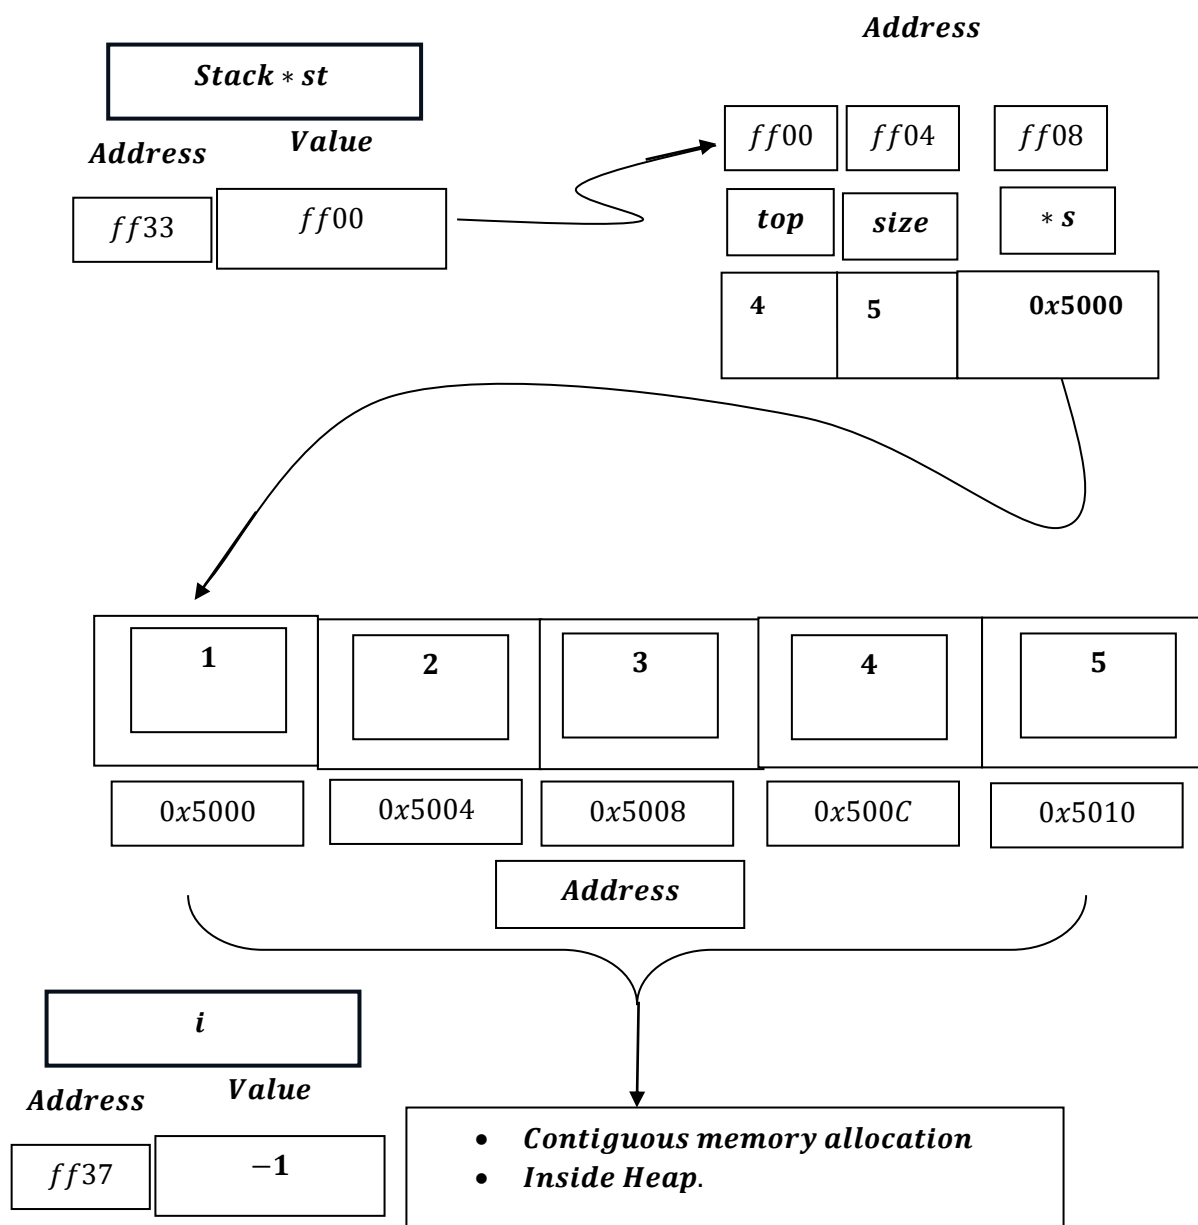 Address
Stack * st
Address Value
ff00 ff04 ff08
ff33 ff00
top size * s
4 5 0x5000
1 2 3 4 5
0x5000 0x5004 0x5008 0x500C 0x5010
Address
i
Address Value
ff37 −1
• Contiguous memory allocation
• Inside Heap.